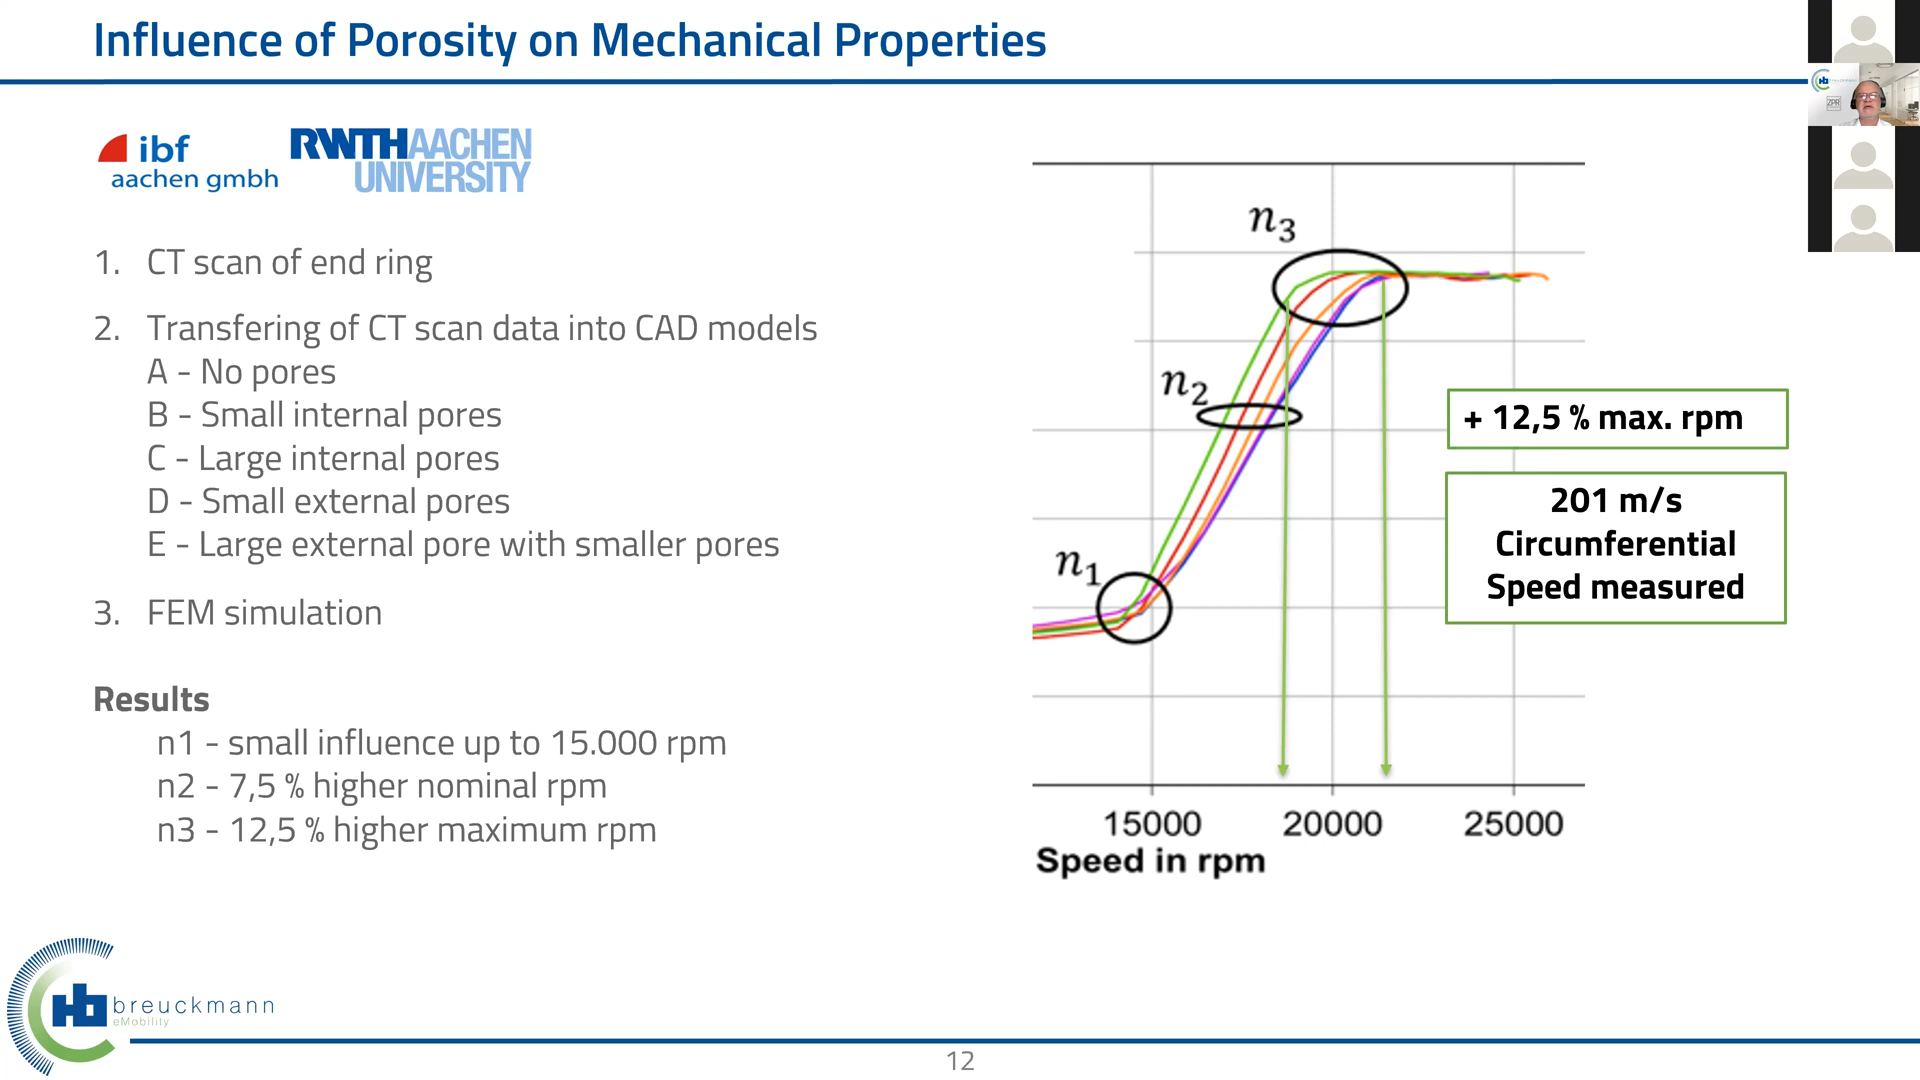 Influence of Porosity on Mechanical Properties
ibf
aachen gmbh
RWTHAACHEN
UNIVERSITY
1. CT scan of end ring
2. Transfering of CT scan data into CAD models
A - No pores
B - Small internal pores
C - Large internal pores
D - Small external pores
E - Large external pore with smaller pores
3. FEM simulation
Results
n1 - small influence up to 15.000 rpm
n2 - 7,5 % higher nominal rpm
n3 - 12,5 % higher maximum rpm
n3
n2
n1
15000 20000 25000
Speed in rpm
+ 12,5 % max. rpm
201 m/s
Circumferential
Speed measured
breuckmann
eMobility
12